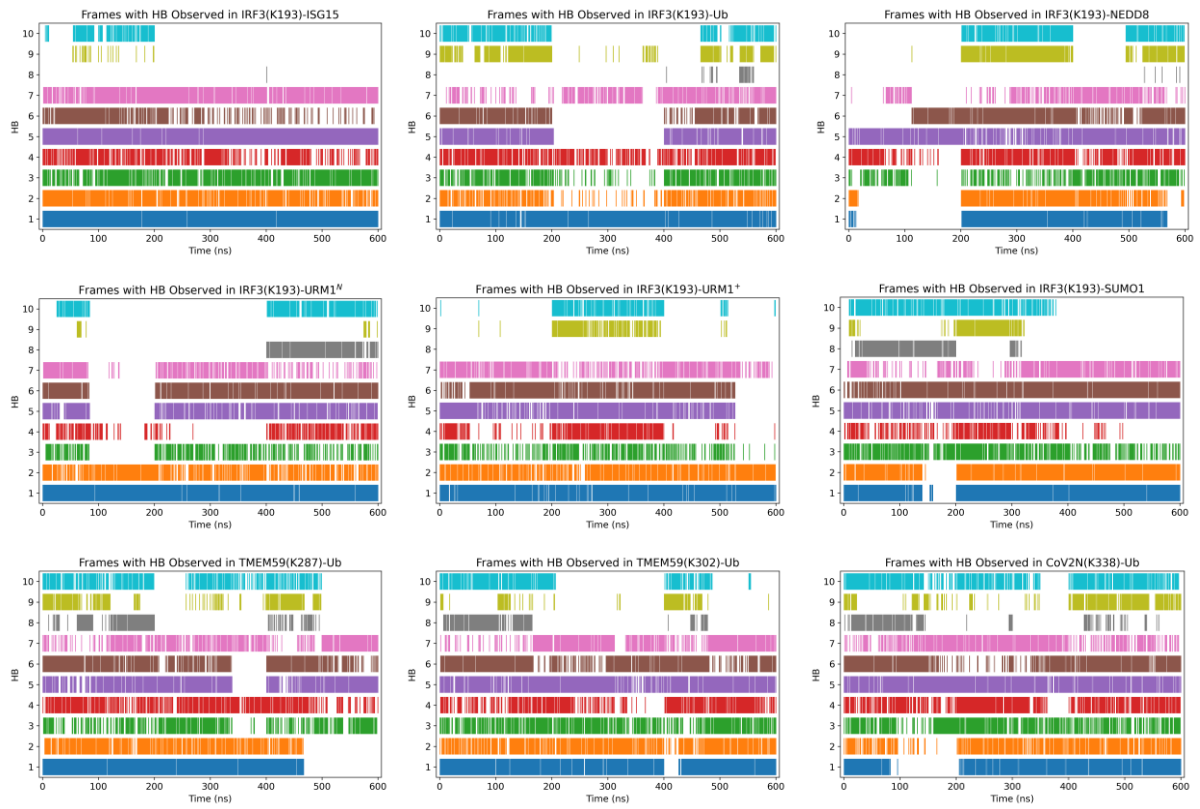 Frames with HB Observed in IRF3(K193)-ISG15
HB
10
9
8
7
6
5
4
3
2
1
0 100 200 300 400 500 600
Time (ns)
Frames with HB Observed in IRF3(K193)-Ub
HB
10
9
8
7
6
5
4
3
2
1
0 100 200 300 400 500 600
Time (ns)
Frames with HB Observed in IRF3(K193)-NEDD8
HB
10
9
8
7
6
5
4
3
2
1
0 100 200 300 400 500 600
Time (ns)
Frames with HB Observed in IRF3(K193)-URM1ᴺ
HB
10
9
8
7
6
5
4
3
2
1
0 100 200 300 400 500 600
Time (ns)
Frames with HB Observed in IRF3(K193)-URM1⁺
HB
10
9
8
7
6
5
4
3
2
1
0 100 200 300 400 500 600
Time (ns)
Frames with HB Observed in IRF3(K193)-SUMO1
HB
10
9
8
7
6
5
4
3
2
1
0 100 200 300 400 500 600
Time (ns)
Frames with HB Observed in TMEM59(K287)-Ub
HB
10
9
8
7
6
5
4
3
2
1
0 100 200 300 400 500 600
Time (ns)
Frames with HB Observed in TMEM59(K302)-Ub
HB
10
9
8
7
6
5
4
3
2
1
0 100 200 300 400 500 600
Time (ns)
Frames with HB Observed in CoV2N(K338)-Ub
HB
10
9
8
7
6
5
4
3
2
1
0 100 200 300 400 500 600
Time (ns)